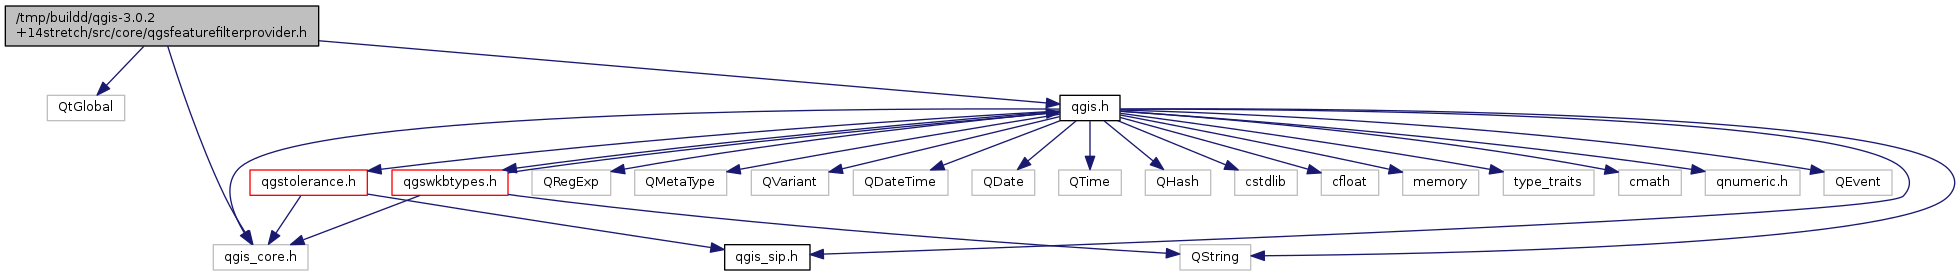 /tmp/buildd/qgis-3.0.2
+14stretch/src/core/qgsfeaturefilterprovider.h
QtGlobal
qgis.h
qgstolerance.h
qgswkbtypes.h
QRegExp
QMetaType
QVariant
QDateTime
QDate
QTime
QHash
cstdlib
cfloat
memory
type_traits
cmath
qnumeric.h
QEvent
qgis_core.h
qgis_sip.h
QString